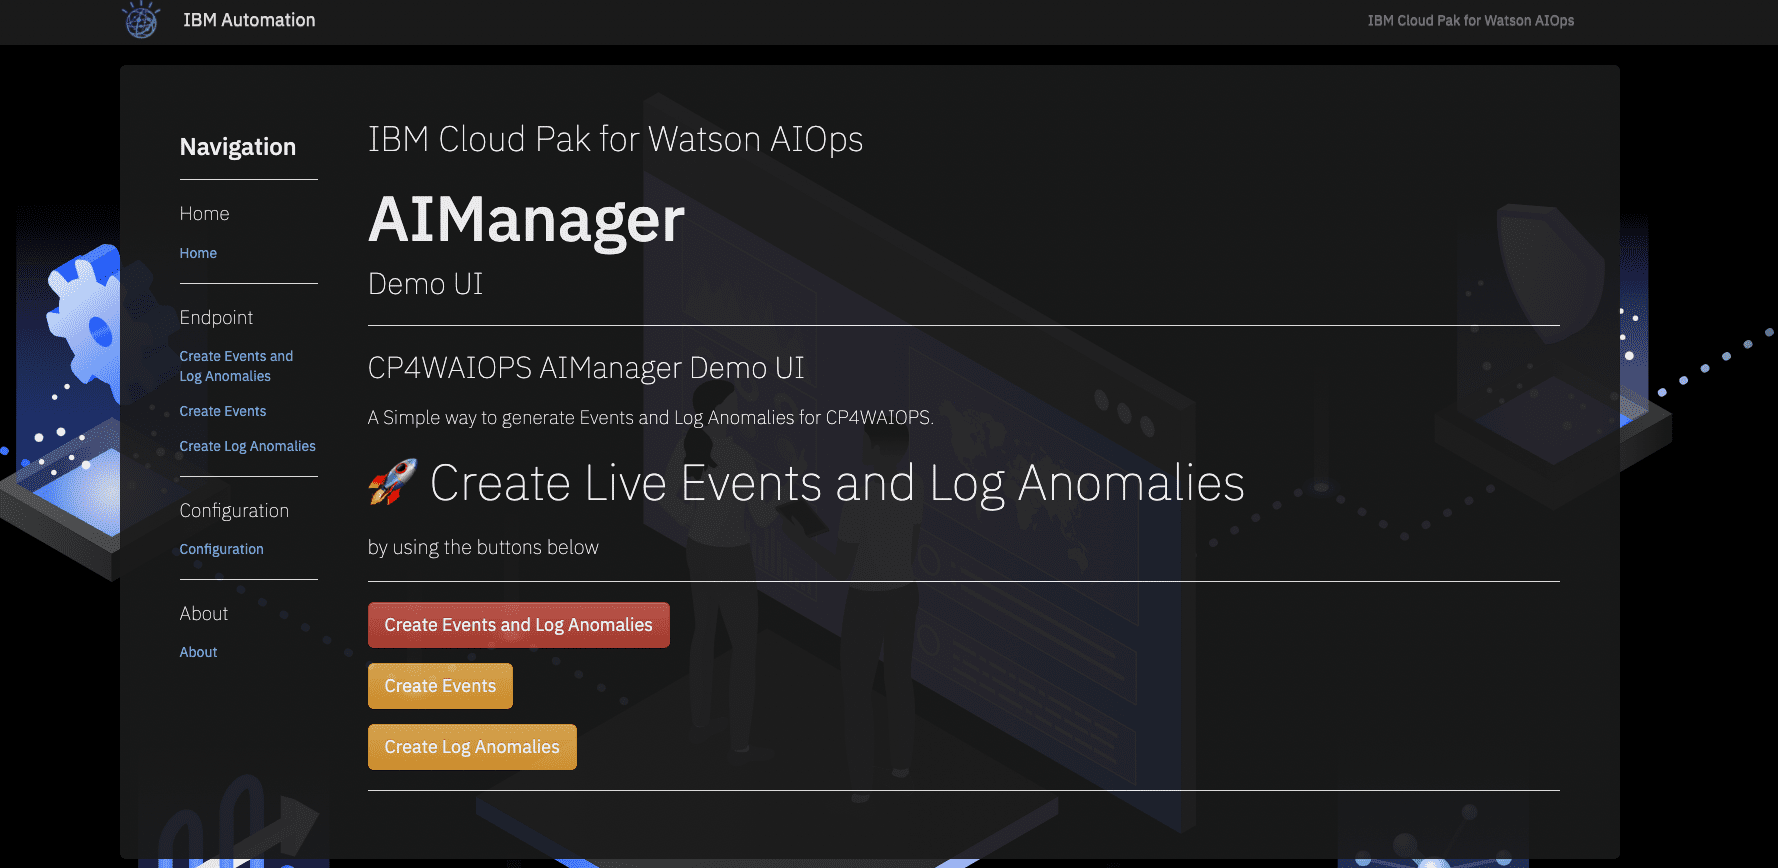 IBM Automation
IBM Cloud Pak for Watson AIOps
Navigation
Home
Home
Endpoint
Create Events and
Log Anomalies
Create Events
Create Log Anomalies
Configuration
Configuration
About
About
IBM Cloud Pak for Watson AIOps
AIManager
Demo UI
CP4WAIOPS AIManager Demo UI
A Simple way to generate Events and Log Anomalies for CP4WAIOPS.
🚀 Create Live Events and Log Anomalies
by using the buttons below
Create Events and Log Anomalies
Create Events
Create Log Anomalies